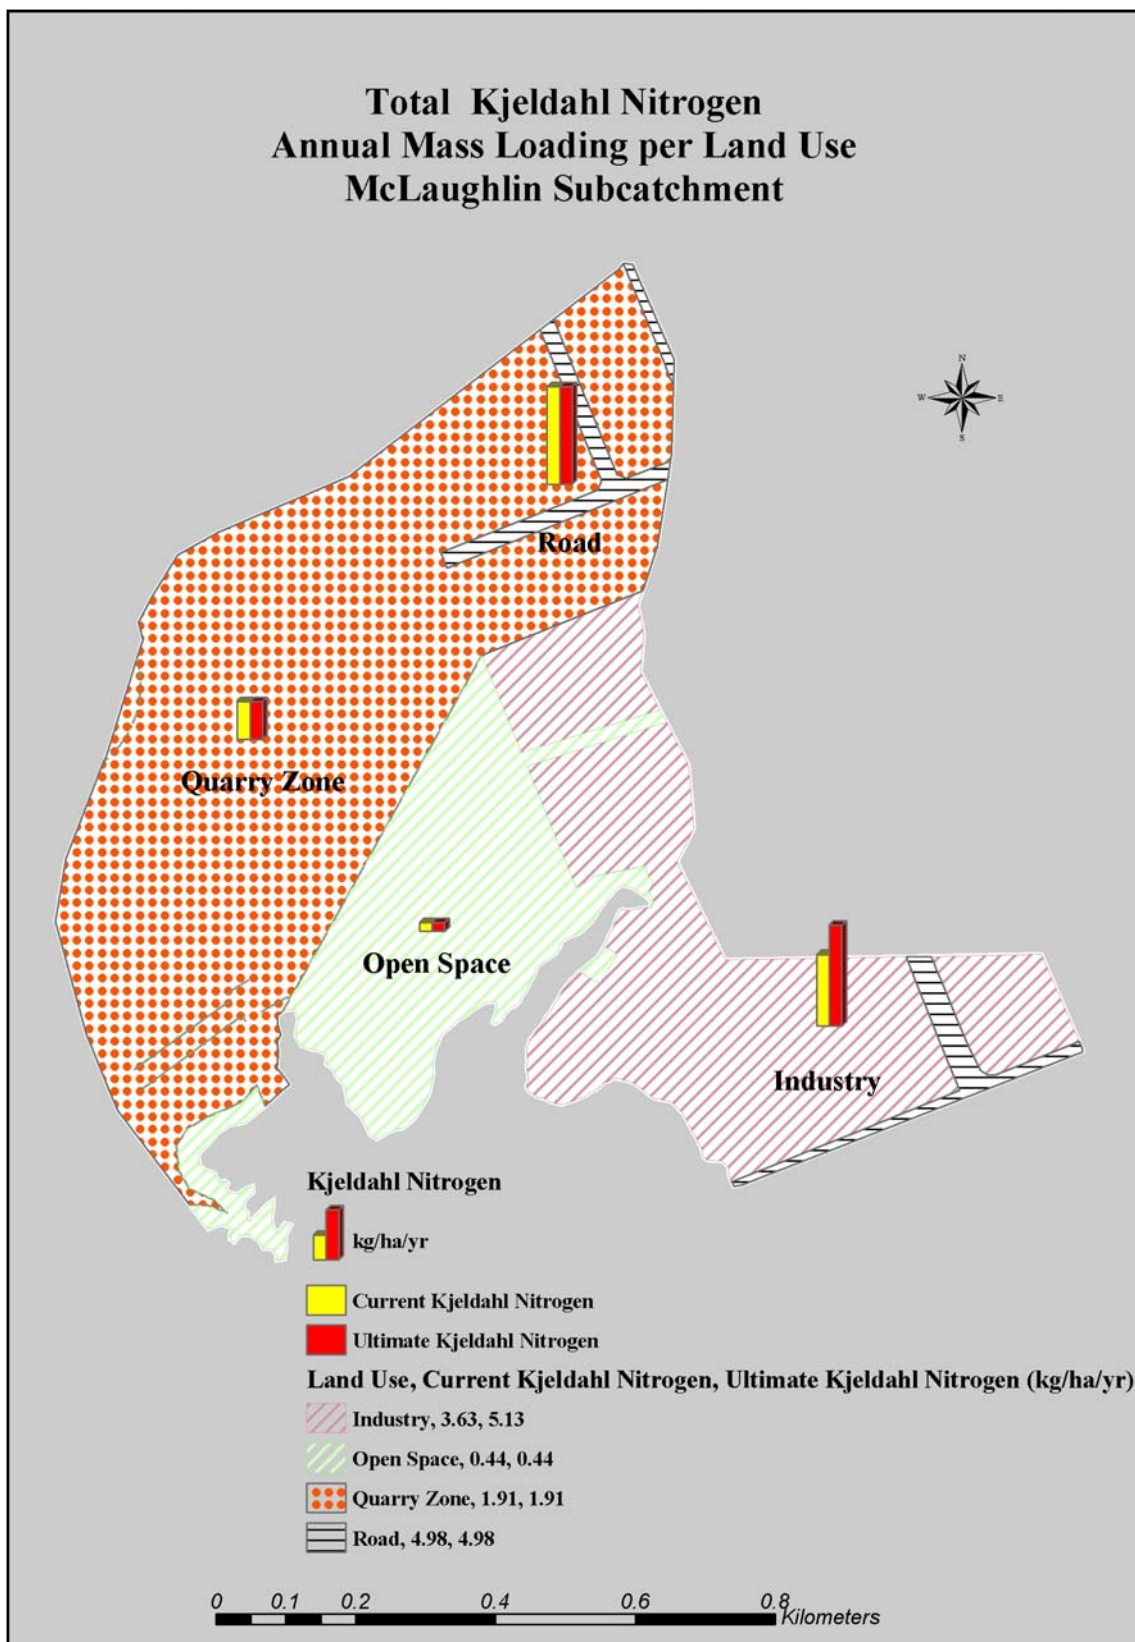 Total Kjeldahl Nitrogen
Annual Mass Loading per Land Use
McLaughlin Subcatchment
N
W E
S
Road
Quarry Zone
Open Space
Industry
Kjeldahl Nitrogen
kg/ha/yr
Current Kjeldahl Nitrogen
Ultimate Kjeldahl Nitrogen
Land Use, Current Kjeldahl Nitrogen, Ultimate Kjeldahl Nitrogen (kg/ha/yr)
Industry, 3.63, 5.13
Open Space, 0.44, 0.44
Quarry Zone, 1.91, 1.91
Road, 4.98, 4.98
0 0.1 0.2 0.4 0.6 0.8
Kilometers